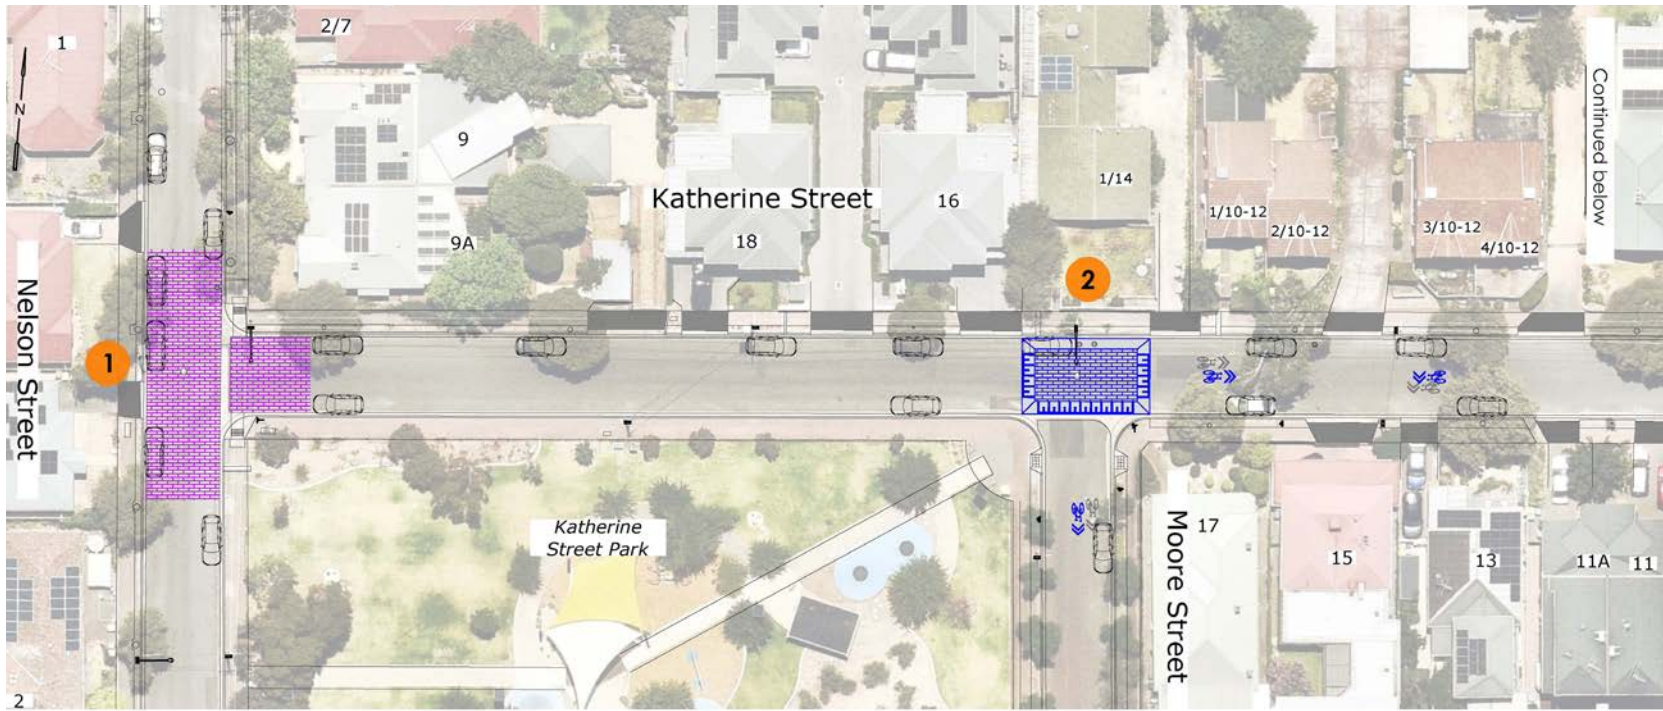 1
2/7
N
9
9A
Katherine Street
18
16
1/14
1/10-12
2/10-12
3/10-12
4/10-12
Continued below
2
1
Nelson Street
Katherine
Street Park
Moore Street
17
15
13
11A
11
2